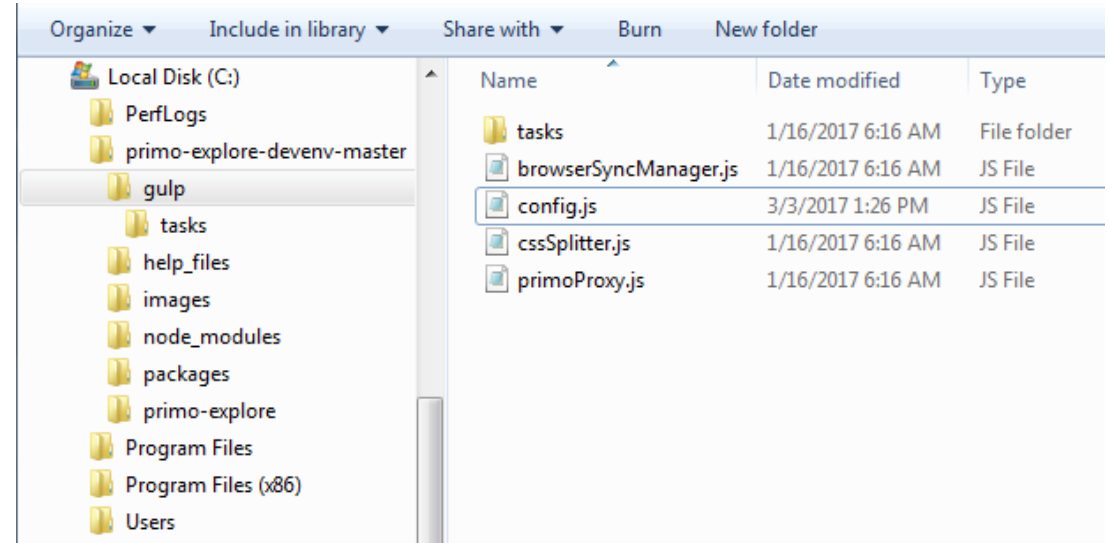 Organize Include in library Share with Burn New folder
Local Disk (C:)
PerfLogs
primo-explore-devenv-master
gulp
tasks
help_files
images
node_modules
packages
primo-explore
Program Files
Program Files (x86)
Users
Name Date modified Type
tasks 1/16/2017 6:16 AM File folder
browserSyncManager.js 1/16/2017 6:16 AM JS File
config.js 3/3/2017 1:26 PM JS File
cssSplitter.js 1/16/2017 6:16 AM JS File
primoProxy.js 1/16/2017 6:16 AM JS File